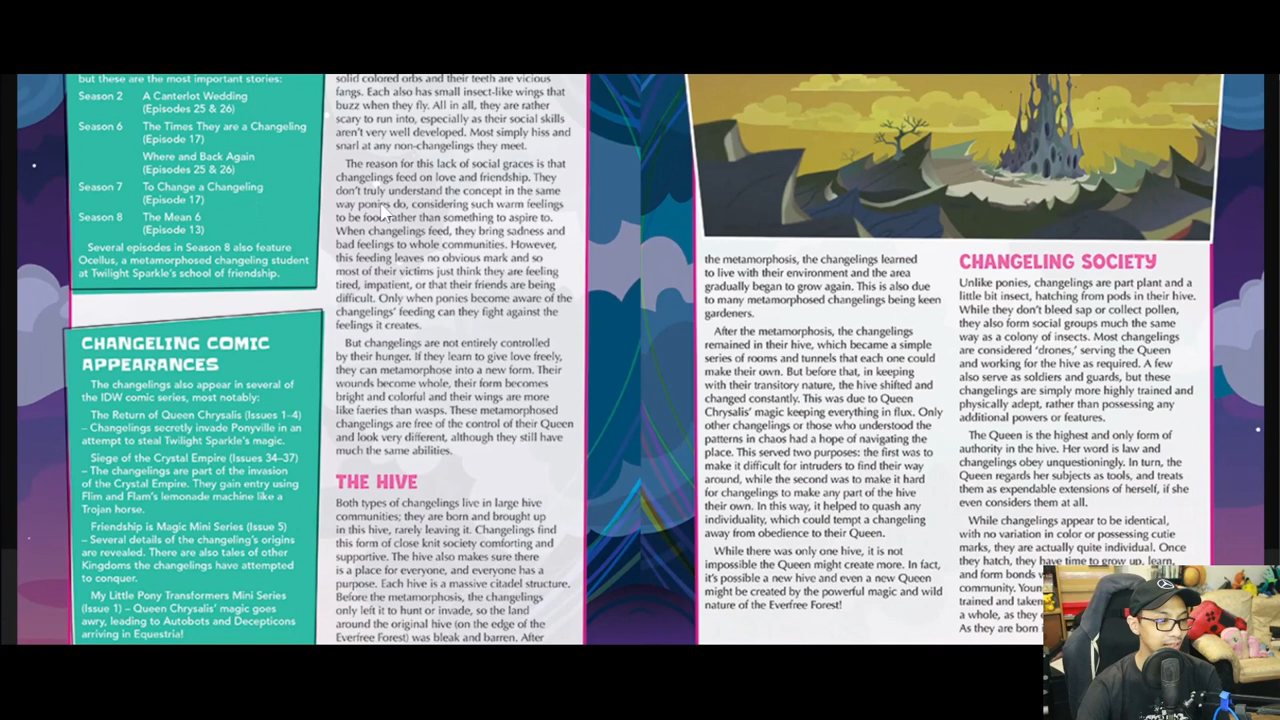 but these are the most important stories:
Season 2 A Canterlot Wedding
(Episodes 25 & 26)
Season 6 The Times They are a Changeling
(Episode 17)
Where and Back Again
(Episodes 25 & 26)
Season 7 To Change a Changeling
(Episode 17)
Season 8 The Mean 6
(Episode 13)
Several episodes in Season 8 also feature
Ocellus, a metamorphosed changeling student
at Twilight Sparkle's school of friendship.
CHANGELING COMIC
APPEARANCES
The changelings also appear in several of
the IDW comic series, most notably:
The Return of Queen Chrysalis (Issues 1–4)
– Changelings secretly invade Ponyville in an
attempt to steal Twilight Sparkle's magic.
Siege of the Crystal Empire (Issues 34–37)
– The changelings are part of the invasion
of the Crystal Empire. They gain entry using
Flim and Flam's lemonade machine like a
Trojan horse.
Friendship is Magic Mini Series (Issue 5)
– Several details of the changeling's origins
are revealed. There are also tales of other
Kingdoms the changelings have attempted
to conquer.
My Little Pony Transformers Mini Series
(Issue 1) – Queen Chrysalis' magic goes
awry, leading to Autobots and Decepticons
arriving in Equestria!
solid colored orbs and their teeth are vicious
fangs. Each also has small insect-like wings that
buzz when they fly. All in all, they are rather
scary to run into, especially as their social skills
aren't very well developed. Most simply hiss and
snarl at any non-changelings they meet.
The reason for this lack of social graces is that
changelings feed on love and friendship. They
don't truly understand the concept in the same
way ponies do, considering such warm feelings
to be food rather than something to aspire to.
When changelings feed, they bring sadness and
bad feelings to whole communities. However,
this feeding leaves no obvious mark and so
most of their victims just think they are feeling
tired, impatient, or that their friends are being
difficult. Only when ponies become aware of the
changelings' feeding can they fight against the
feelings it creates.
But changelings are not entirely controlled
by their hunger. If they learn to give love freely,
they can metamorphose into a new form. Their
wounds become whole, their form becomes
bright and colorful and their wings are more
like faeries than wasps. These metamorphosed
changelings are free of the control of their Queen
and look very different, although they still have
much the same abilities.
THE HIVE
Both types of changelings live in large hive
communities; they are born and brought up
in this hive, rarely leaving it. Changelings find
this form of close knit society comforting and
supportive. The hive also makes sure there
is a place for everyone, and everyone has a
purpose. Each hive is a massive citadel structure.
Before the metamorphosis, the changelings
only left it to hunt or invade, so the land
around the original hive (on the edge of the
Everfree Forest) was bleak and barren. After
the metamorphosis, the changelings learned
to live with their environment and the area
gradually began to grow again. This is also due
to many metamorphosed changelings being keen
gardeners.
After the metamorphosis, the changelings
remained in their hive, which became a simple
series of rooms and tunnels that each one could
make their own. But before that, in keeping
with their transitory nature, the hive shifted and
changed constantly. This was due to Queen
Chrysalis' magic keeping everything in flux. Only
other changelings or those who understood the
patterns in chaos had a hope of navigating the
place. This served two purposes: the first was to
make it difficult for intruders to find their way
around, while the second was to make it hard
for changelings to make any part of the hive
their own. In this way, it helped to quash any
individuality, which could tempt a changeling
away from obedience to their Queen.
While there was only one hive, it is not
impossible the Queen might create more. In fact,
it's possible a new hive and even a new Queen
might be created by the powerful magic and wild
nature of the Everfree Forest!
CHANGELING SOCIETY
Unlike ponies, changelings are part plant and a
little bit insect, hatching from pods in their hive.
While they don't bleed sap or collect pollen,
they also form social groups much the same
way as a colony of insects. Most changelings
are considered 'drones,' serving the Queen
and working for the hive as required. A few
also serve as soldiers and guards, but these
changelings are simply more highly trained and
physically adept, rather than possessing any
additional powers or features.
The Queen is the highest and only form of
authority in the hive. Her word is law and
changelings obey unquestioningly. In turn, the
Queen regards her subjects as tools, and treats
them as expendable extensions of herself, if she
even considers them at all.
While changelings appear to be identical,
with no variation in color or possessing cutie
marks, they are actually quite individual. Once
they hatch, they have time to grow up, learn,
and form bonds
community.
trained and taken
a whole, as they
As they are born